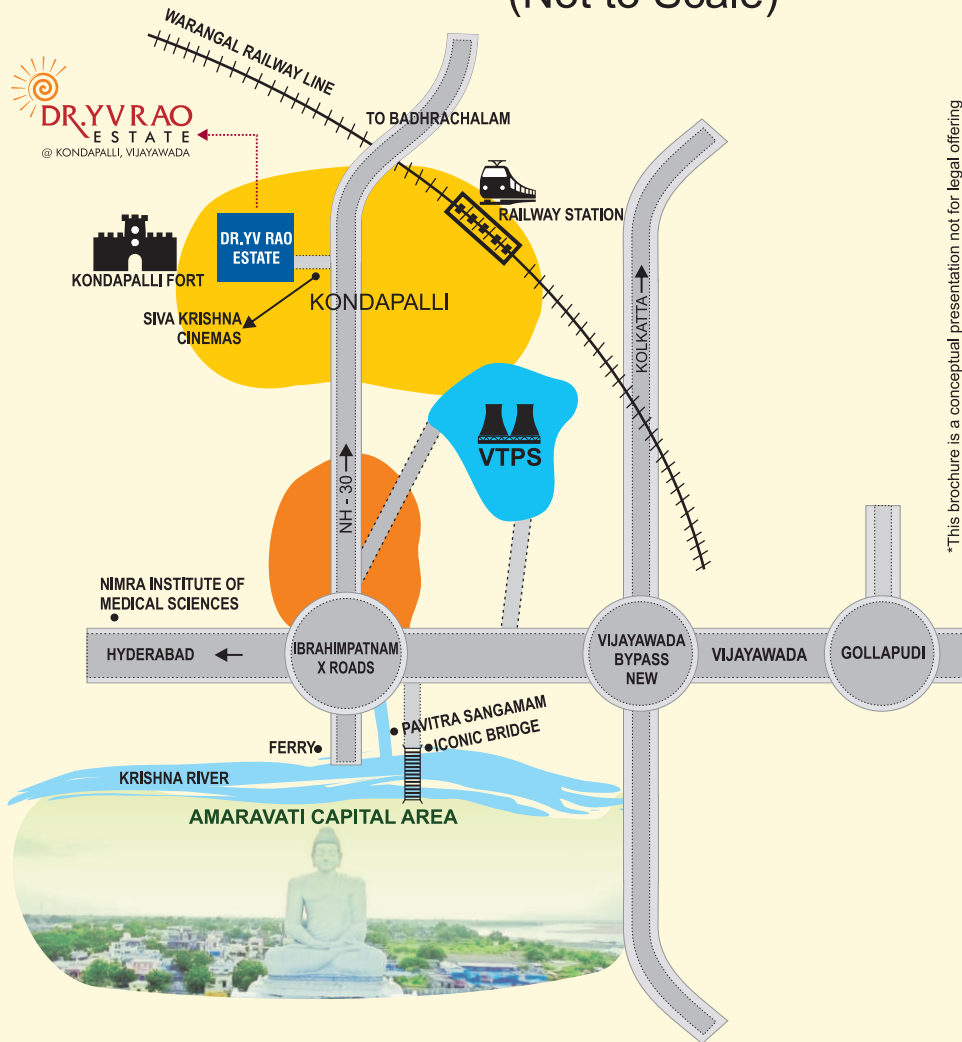 (Not to Scale)
WARANGAL RAILWAY LINE
DR.YVRAO
ESTATE
@ KONDAPALLI, VIJAYAWADA
TO BADHRACHALAM
RAILWAY STATION
DR.YV RAO
ESTATE
KONDAPALLI FORT
KONDAPALLI
SIVA KRISHNA
CINEMAS
KOLKATTA
VTPS
NH - 30
*This brochure is a conceptual presentation not for legal offering
NIMRA INSTITUTE OF
MEDICAL SCIENCES
HYDERABAD
IBRAHIMPATNAM
X ROADS
VIJAYAWADA
BYPASS
NEW
VIJAYAWADA
GOLLAPUDI
PAVITRA SANGAMAM
ICONIC BRIDGE
FERRY
KRISHNA RIVER
AMARAVATI CAPITAL AREA